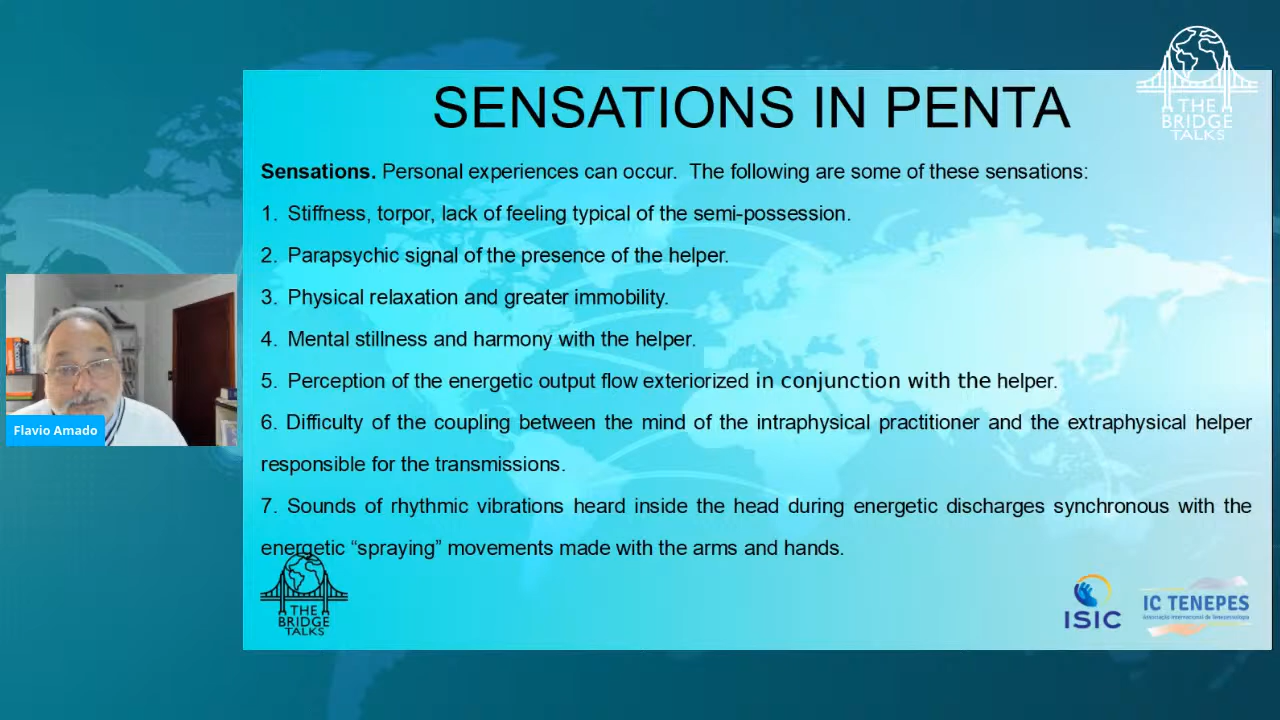 THE
BRIDGE
TALKS
SENSATIONS IN PENTA
Sensations. Personal experiences can occur.  The following are some of these sensations:
1. Stiffness, torpor, lack of feeling typical of the semi-possession.
2. Parapsychic signal of the presence of the helper.
3. Physical relaxation and greater immobility.
4. Mental stillness and harmony with the helper.
5. Perception of the energetic output flow exteriorized in conjunction with the helper.
6. Difficulty of the coupling between the mind of the intraphysical practitioner and the extraphysical helper
responsible for the transmissions.
7. Sounds of rhythmic vibrations heard inside the head during energetic discharges synchronous with the
energetic “spraying” movements made with the arms and hands.
Flavio Amado
THE
BRIDGE
TALKS
ISIC
IC TENEPES
Associação Internacional de Tenepessologia